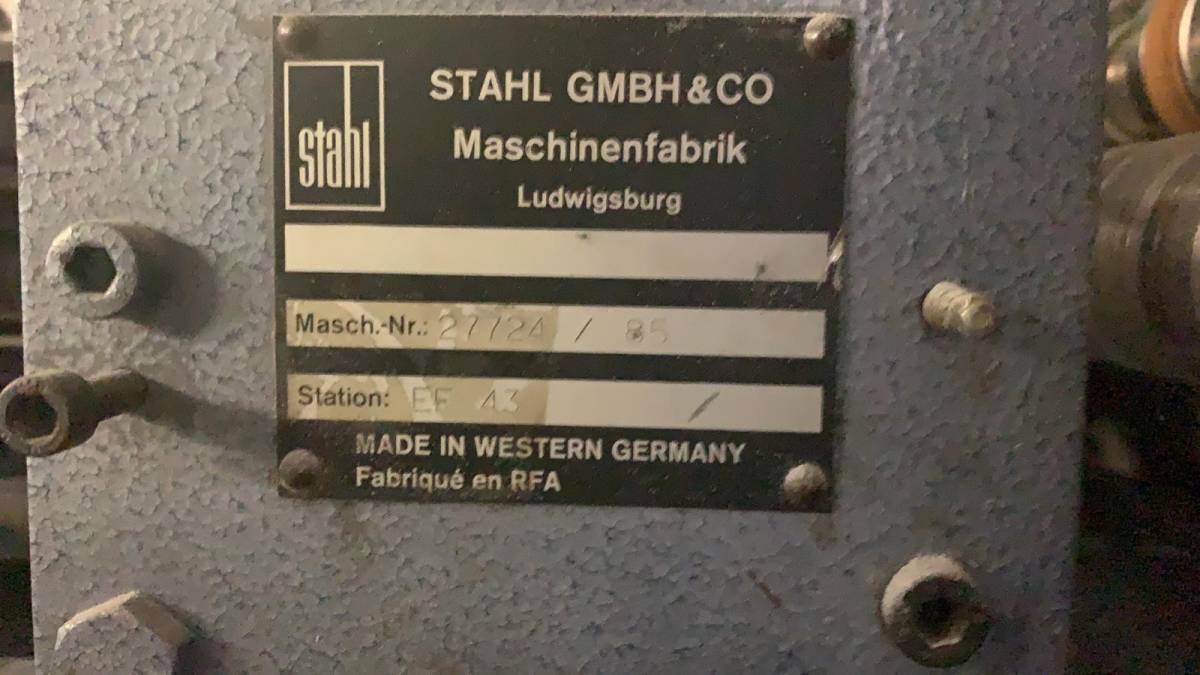 stahl
STAHL GMBH & CO
Maschinenfabrik
Ludwigsburg
Masch.-Nr.: 27724 / 85
Station: EF 43 /
MADE IN WESTERN GERMANY
Fabriqué en RFA